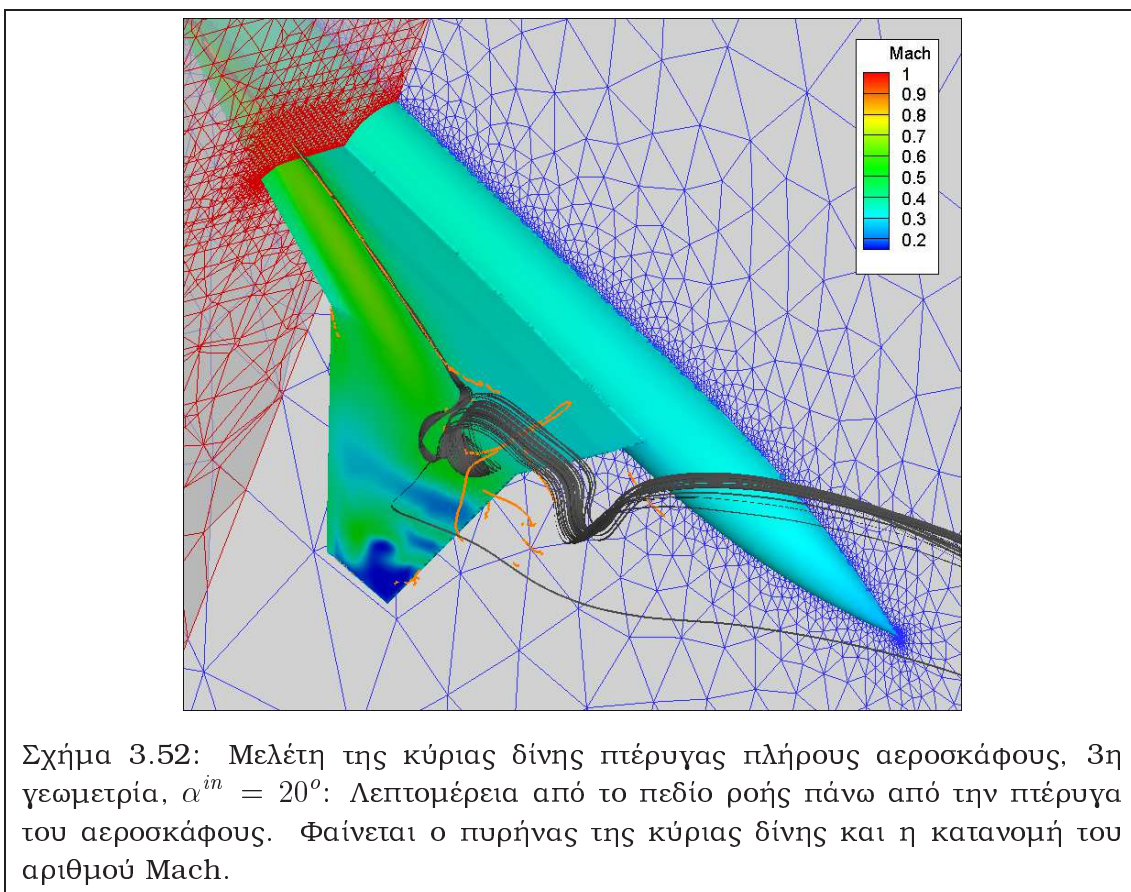 Mach
1
0.9
0.8
0.7
0.6
0.5
0.4
0.3
0.2
Σχήμα 3.52: Μελέτη της κύριας δίνης πτέρυγας πλήρους αεροσκάφους, 3η
γεωμετρία, α^{in} = 20^{o}: Λεπτομέρεια από το πεδίο ροής πάνω από την πτέρυγα
του αεροσκάφους. Φαίνεται ο πυρήνας της κύριας δίνης και η κατανομή του
αριθμού Mach.